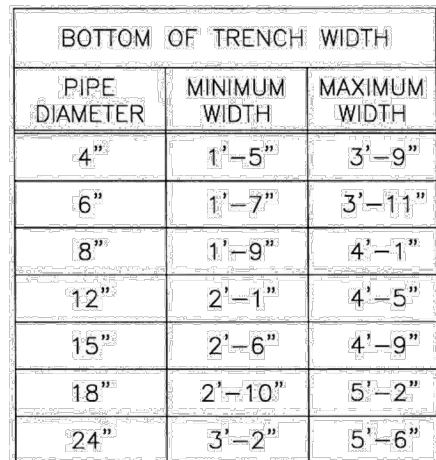 BOTTOM OF TRENCH WIDTH
PIPE DIAMETER MINIMUM WIDTH MAXIMUM WIDTH
4" 1'-5" 3'-9"
6" 1'-7" 3'-11"
8" 1'-9" 4'-1"
12" 2'-1" 4'-5"
15" 2'-6" 4'-9"
18" 2'-10" 5'-2"
24" 3'-2" 5'-6"